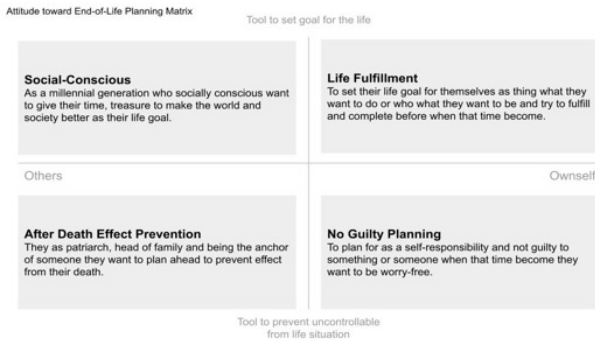 Attitude toward End-of-Life Planning Matrix
Tool to set goal for the life
Social-Conscious
As a millennial generation who socially conscious want
to give their time, treasure to make the world and
society better as their life goal.
Life Fulfillment
To set their life goal for themselves as thing what they
want to do or who what they want to be and try to fulfill
and complete before when that time become.
Others
Ownself
After Death Effect Prevention
They as patriarch, head of family and being the anchor
of someone they want to plan ahead to prevent effect
from their death.
No Guilty Planning
To plan for as a self-responsibility and not guilty to
something or someone when that time become they
want to be worry-free.
Tool to prevent uncontrollable
from life situation